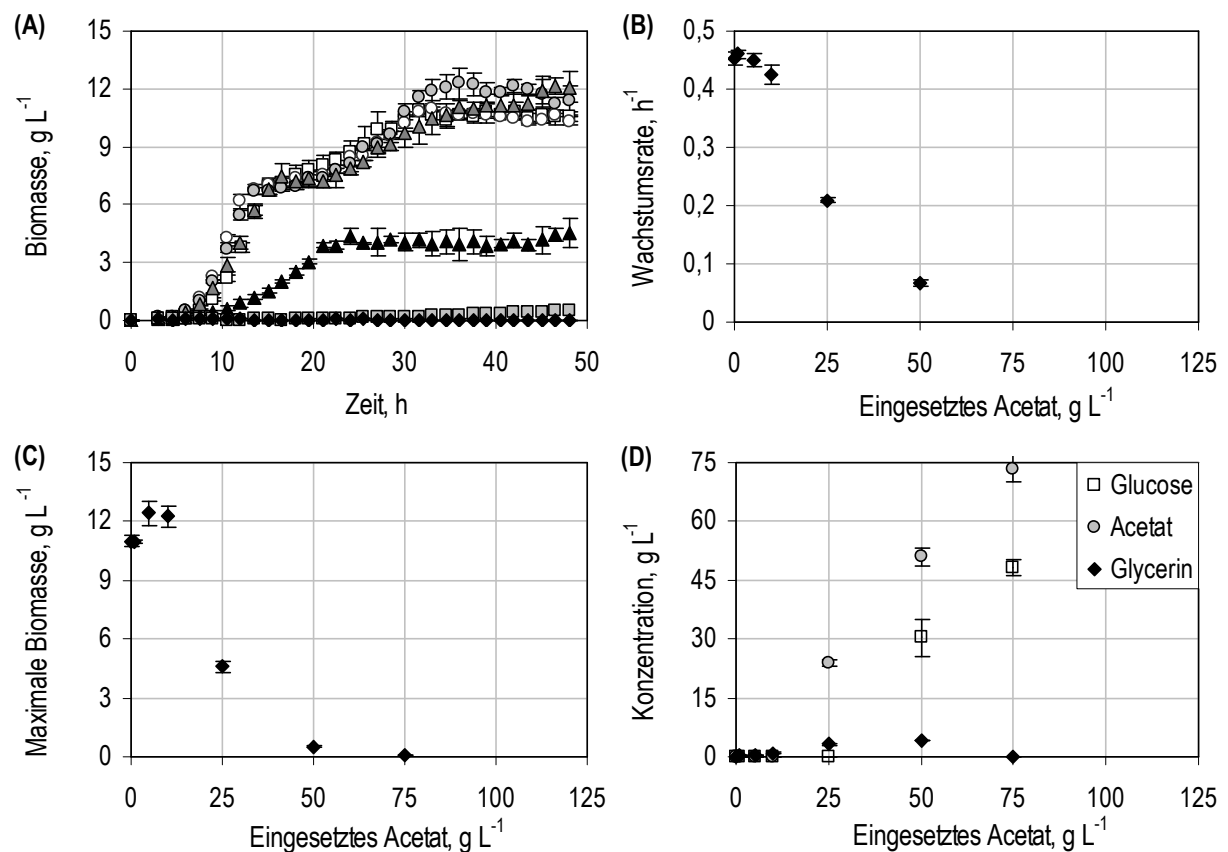 (A)
15
12
9
6
3
0
Biomasse, g L⁻¹
0 10 20 30 40 50
Zeit, h
(B)
0,5
0,4
0,3
0,2
0,1
0
Wachstumsrate, h⁻¹
0 25 50 75 100 125
Eingesetztes Acetat, g L⁻¹
(C)
15
12
9
6
3
0
Maximale Biomasse, g L⁻¹
0 25 50 75 100 125
Eingesetztes Acetat, g L⁻¹
(D)
75
60
45
30
15
0
Konzentration, g L⁻¹
Glucose
Acetat
Glycerin
0 25 50 75 100 125
Eingesetztes Acetat, g L⁻¹